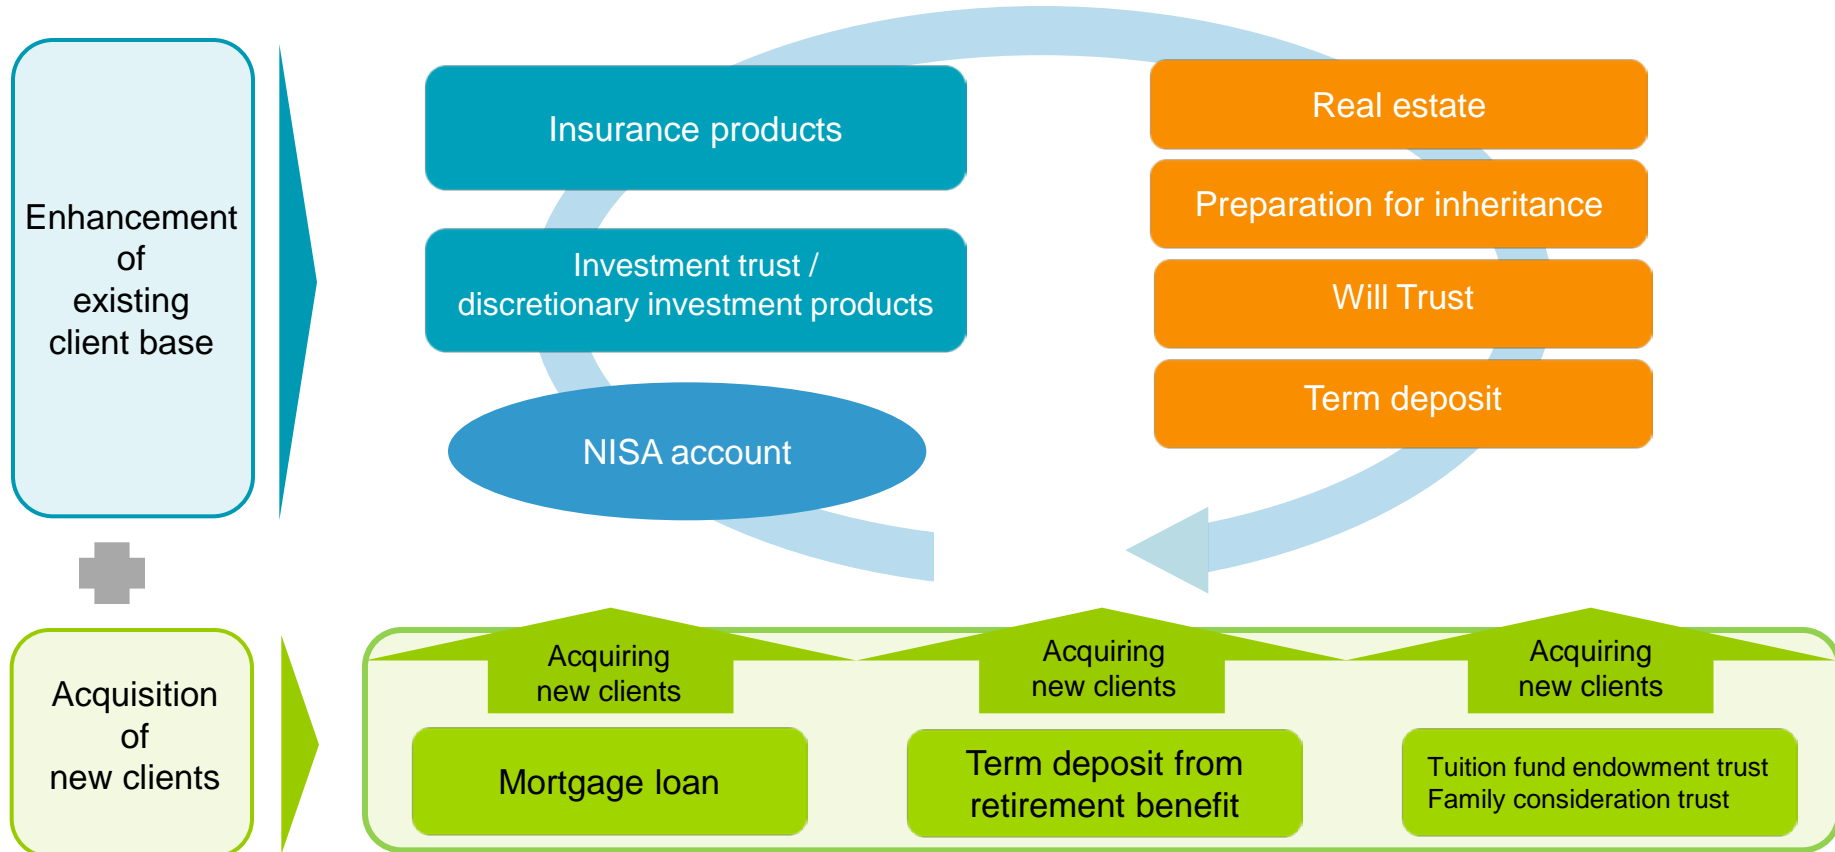 Enhancement
of
existing
client base
Insurance products
Investment trust /
discretionary investment products
NISA account
Real estate
Preparation for inheritance
Will Trust
Term deposit
Acquisition
of
new clients
Acquiring
new clients
Mortgage loan
Acquiring
new clients
Term deposit from
retirement benefit
Acquiring
new clients
Tuition fund endowment trust
Family consideration trust